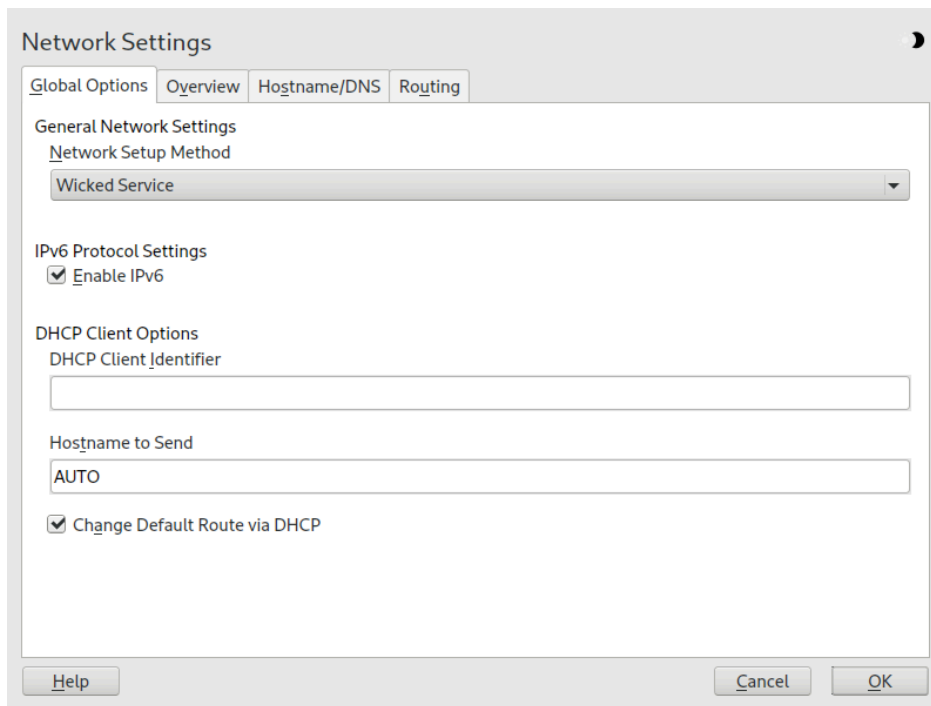 Network Settings
Global Options Overview Hostname/DNS Routing
General Network Settings
Network Setup Method
Wicked Service
IPv6 Protocol Settings
Enable IPv6
DHCP Client Options
DHCP Client Identifier
Hostname to Send
AUTO
Change Default Route via DHCP
Help Cancel OK